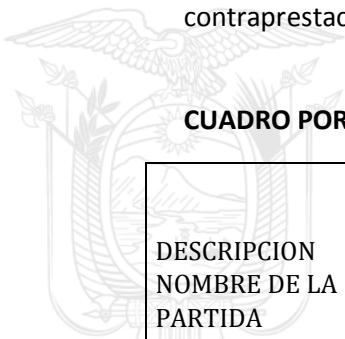 contraprestac
CUADRO POR
DESCRIPCION
NOMBRE DE LA
PARTIDA